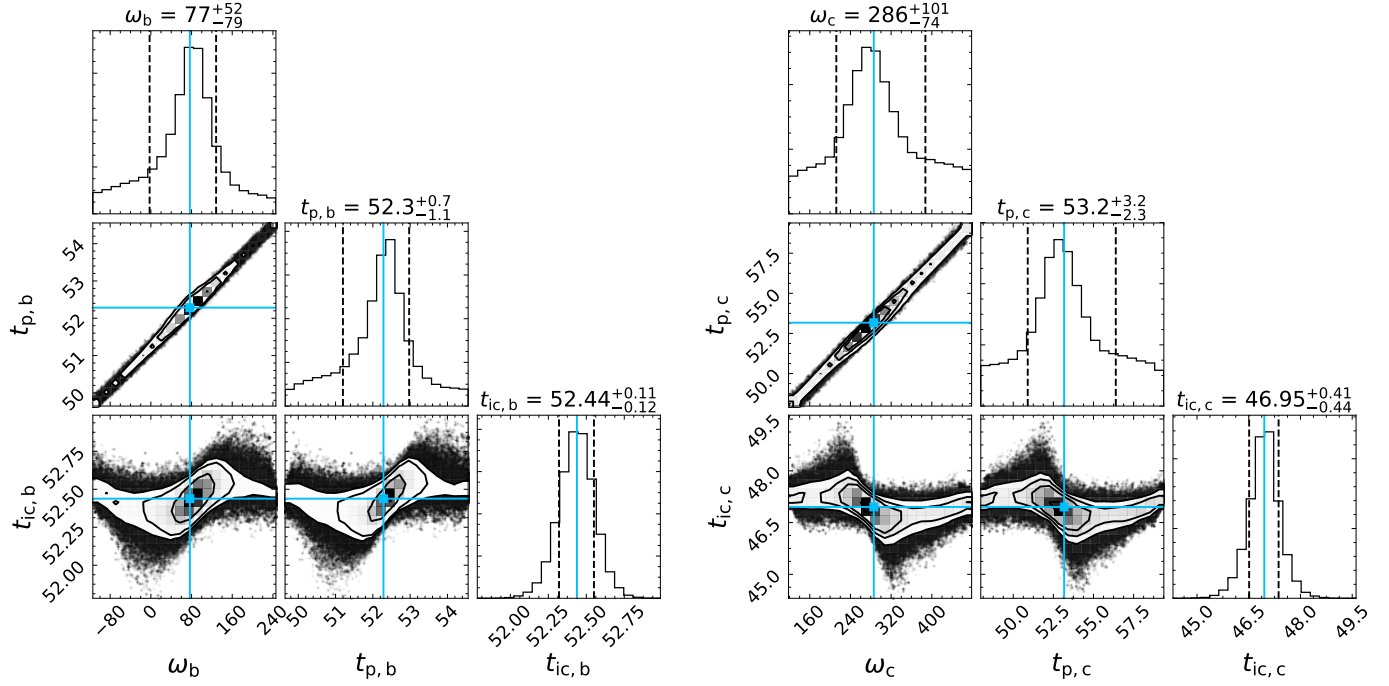 ω_b = 77^{+52}_{−79}
ω_c = 286^{+101}_{−74}
t_{p, b} = 52.3^{+0.7}_{−1.1}
t_{p, c} = 53.2^{+3.2}_{−2.3}
54
53
52
51
50
t_{p, b}
57.5
55.0
52.5
50.0
t_{p, c}
t_{ic, b} = 52.44^{+0.11}_{−0.12}
t_{ic, c} = 46.95^{+0.41}_{−0.44}
52.75
52.50
52.25
52.00
t_{ic, b}
49.5
48.0
46.5
45.0
t_{ic, c}
−80 0 80 160 240
50 51 52 53 54
52.00 52.25 52.50 52.75
160 240 320 400
50.0 52.5 55.0 57.5
45.0 46.5 48.0 49.5
ω_b t_{p, b} t_{ic, b} ω_c t_{p, c} t_{ic, c}